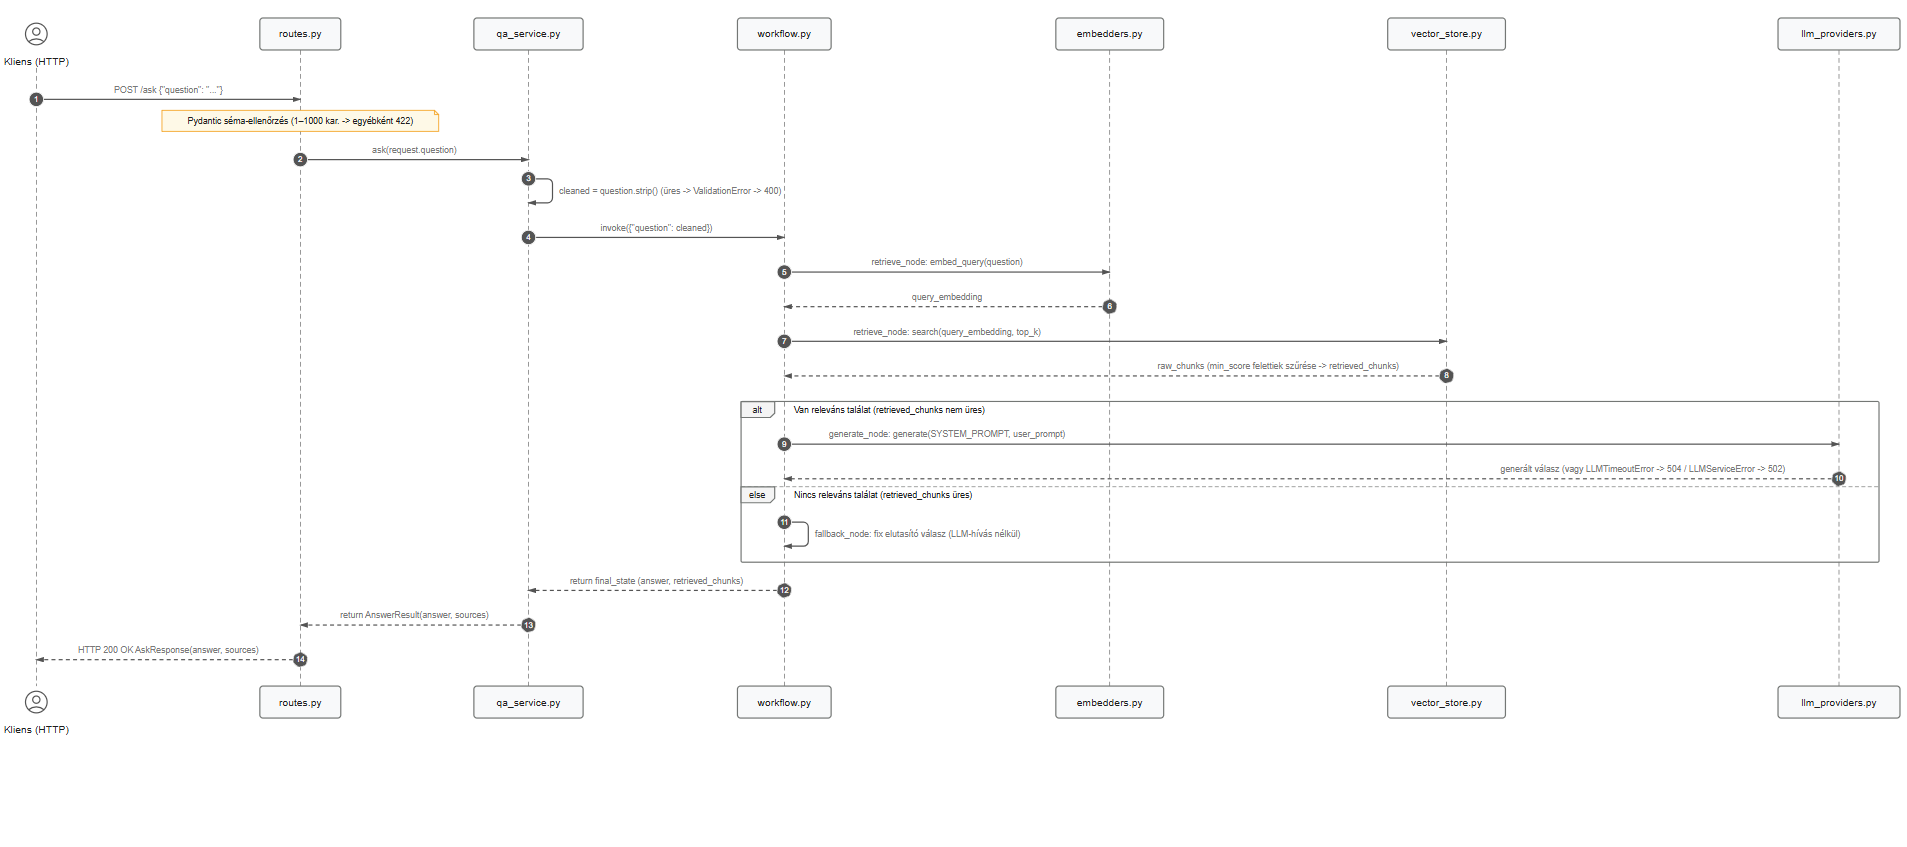 Kliens (HTTP)
routes.py
qa_service.py
workflow.py
embedders.py
vector_store.py
llm_providers.py
1
POST /ask {"question": "..."}
Pydantic séma-ellenőrzés (1–1000 kar. -> egyébként 422)
2
ask(request.question)
3
cleaned = question.strip() (üres -> ValidationError -> 400)
4
invoke({"question": cleaned})
5
retrieve_node: embed_query(question)
query_embedding
6
7
retrieve_node: search(query_embedding, top_k)
raw_chunks (min_score felettiek szűrése -> retrieved_chunks)
8
alt
Van releváns találat (retrieved_chunks nem üres)
9
generate_node: generate(SYSTEM_PROMPT, user_prompt)
generált válasz (vagy LLMTimeoutError -> 504 / LLMServiceError -> 502)
10
else
Nincs releváns találat (retrieved_chunks üres)
11
fallback_node: fix elutasító válasz (LLM-hívás nélkül)
return final_state (answer, retrieved_chunks)
12
return AnswerResult(answer, sources)
13
HTTP 200 OK AskResponse(answer, sources)
14
Kliens (HTTP)
routes.py
qa_service.py
workflow.py
embedders.py
vector_store.py
llm_providers.py